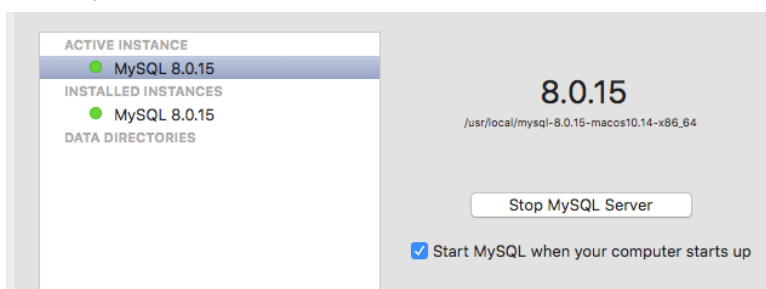 ACTIVE INSTANCE
MySQL 8.0.15
INSTALLED INSTANCES
MySQL 8.0.15
DATA DIRECTORIES
8.0.15
/usr/local/mysql-8.0.15-macos10.14-x86_64
Stop MySQL Server
Start MySQL when your computer starts up